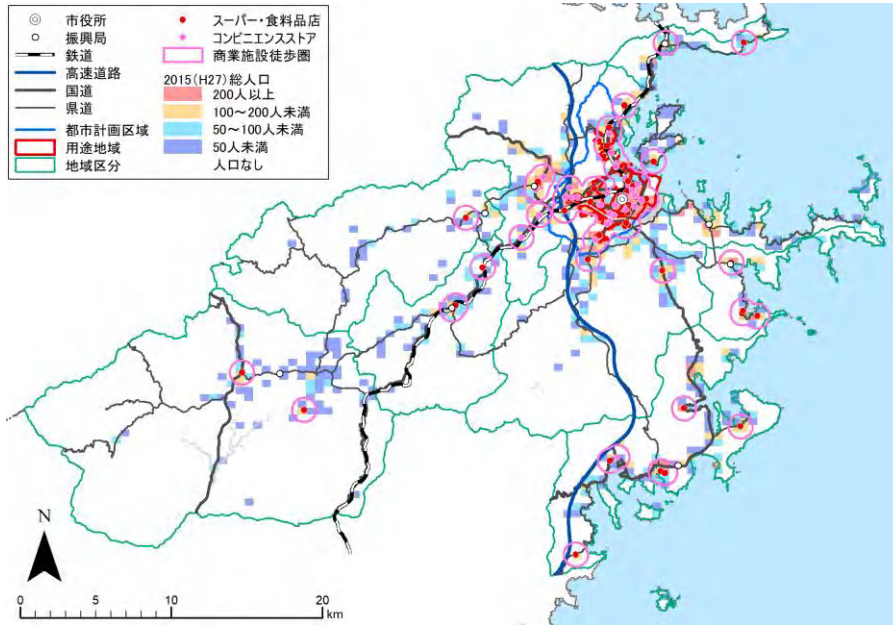 市役所
振興局
鉄道
高速道路
国道
県道
都市計画区域
用途地域
地域区分
スーパー・食料品店
コンビニエンスストア
商業施設徒歩圏
2015(H27)総人口
200人以上
100～200人未満
50～100人未満
50人未満
人口なし
N
0 5 10 20
km